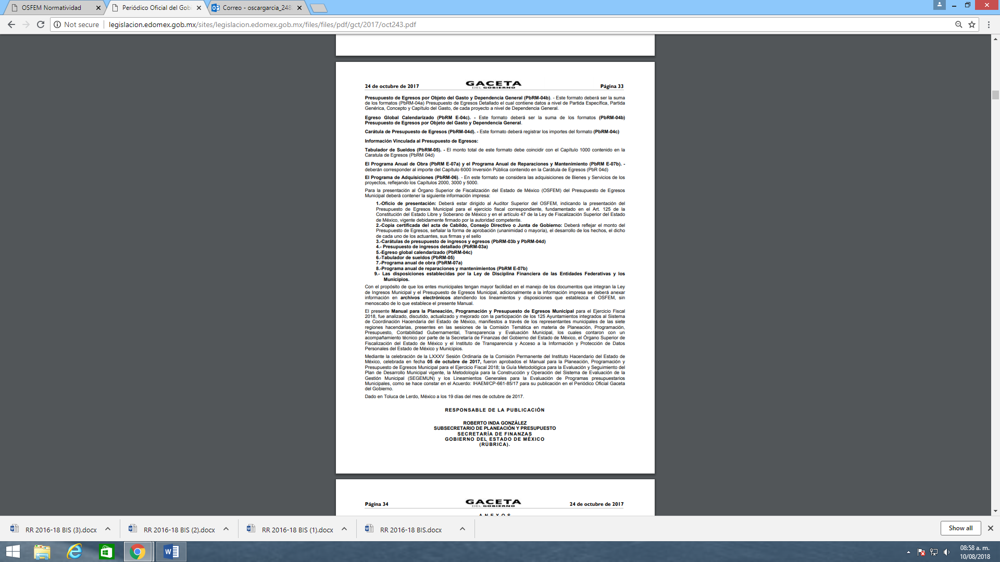 OSFEM Normatividad
Periódico Oficial del Gob
Correo - oscargarcia_248
Not secure
legislacion.edomex.gob.mx/sites/legislacion.edomex.gob.mx/files/files/pdf/gct/2017/oct243.pdf
24 de octubre de 2017 GACETA DEL GOBIERNO Página 33
Presupuesto de Egresos por Objeto del Gasto y Dependencia General (PbRM-04b). - Este formato deberá ser la suma
de los formatos (PbRM-04a) Presupuesto de Egresos Detallado el cual contiene datos a nivel de Partida Específica, Partida
Genérica, Concepto y Capítulo del Gasto, de cada proyecto a nivel de Dependencia General.
Egreso Global Calendarizado (PbRM E-04c). - Este formato deberá ser la suma de los formatos (PbRM-04b)
Presupuesto de Egresos por Objeto del Gasto y Dependencia General.
Carátula de Presupuesto de Egresos (PbRM-04d). - Este formato deberá registrar los importes del formato (PbRM-04c)
Información Vinculada al Presupuesto de Egresos:
Tabulador de Sueldos (PbRM-05). - El monto total de este formato debe coincidir con el Capítulo 1000 contenido en la
Caratula de Egresos (PbRM 04d)
El Programa Anual de Obra (PbRM E-07a) y el Programa Anual de Reparaciones y Mantenimiento (PbRM E-07b). -
deberán corresponder al importe del Capítulo 6000 Inversión Pública contenido en la Carátula de Egresos (PbR 04d)
El Programa de Adquisiciones (PbRM-06). - En este formato se considera las adquisiciones de Bienes y Servicios de los
proyectos, reflejando los Capítulos 2000, 3000 y 5000.
Para la presentación al Órgano Superior de Fiscalización del Estado de México (OSFEM) del Presupuesto de Egresos
Municipal deberá contener la siguiente información impresa:
1.-Oficio de presentación: Deberá estar dirigido al Auditor Superior del OSFEM, indicando la presentación del
Presupuesto de Egresos Municipal para el ejercicio fiscal correspondiente, fundamentado en el Art. 125 de la
Constitución del Estado Libre y Soberano de México y en el artículo 47 de la Ley de Fiscalización Superior del Estado
de México, vigente debidamente firmado por la autoridad competente.
2.-Copia certificada del acta de Cabildo, Consejo Directivo o Junta de Gobierno: Deberá reflejar el monto del
Presupuesto de Egresos, señalar la forma de aprobación (unanimidad o mayoría), el desarrollo de los hechos, el dicho
de cada uno de los actuantes, sus firmas y el sello
3.-Carátulas de presupuesto de ingresos y egresos (PbRM-03b y PbRM-04d)
4.- Presupuesto de ingresos detallado (PbRM-03a)
5.-Egreso global calendarizado (PbRM-04c)
6.-Tabulador de sueldos (PbRM-05)
7.-Programa anual de obra (PbRM-07a)
8.-Programa anual de reparaciones y mantenimientos (PbRM E-07b)
9.- Las disposiciones establecidas por la Ley de Disciplina Financiera de las Entidades Federativas y los
Municipios.
Con el propósito de que los entes municipales tengan mayor facilidad en el manejo de los documentos que integran la Ley
de Ingresos Municipal y el Presupuesto de Egresos Municipal, adicionalmente a la información impresa se deberá anexar
información en archivos electrónicos atendiendo los lineamientos y disposiciones que establezca el OSFEM, sin
menoscabo de lo que establece el presente Manual.
El presente Manual para la Planeación, Programación y Presupuesto de Egresos Municipal para el Ejercicio Fiscal
2018, fue analizado, discutido, actualizado y mejorado con la participación de los 125 Ayuntamientos integrados al Sistema
de Coordinación Hacendaria del Estado de México, manifiestos a través de los representantes municipales de las siete
regiones hacendarias, presentes en las sesiones de la Comisión Temática en materia de Planeación, Programación,
Presupuesto, Contabilidad Gubernamental, Transparencia y Evaluación Municipal, los cuales contaron con un
acompañamiento técnico por parte de la Secretaría de Finanzas del Gobierno del Estado de México, el Órgano Superior de
Fiscalización del Estado de México y el Instituto de Transparencia y Acceso a la Información y Protección de Datos
Personales del Estado de México y Municipios.
Mediante la celebración de la LXXXV Sesión Ordinaria de la Comisión Permanente del Instituto Hacendario del Estado de
México, celebrada en fecha 05 de octubre de 2017, fueron aprobados el Manual para la Planeación, Programación y
Presupuesto de Egresos Municipal para el Ejercicio Fiscal 2018; la Guía Metodológica para la Evaluación y Seguimiento del
Plan de Desarrollo Municipal vigente, la Metodología para la Construcción y Operación del Sistema de Evaluación de la
Gestión Municipal (SEGEMUN) y los Lineamientos Generales para la Evaluación de Programas presupuestarios
Municipales, como se hace constar en el Acuerdo: IHAEM/CP-661-85/17 para su publicación en el Periódico Oficial Gaceta
del Gobierno.
Dado en Toluca de Lerdo, México a los 19 días del mes de octubre de 2017.
RESPONSABLE DE LA PUBLICACIÓN
ROBERTO INDA GONZÁLEZ
SUBSECRETARIO DE PLANEACIÓN Y PRESUPUESTO
SECRETARÍA DE FINANZAS
GOBIERNO DEL ESTADO DE MÉXICO
(RÚBRICA).
Página 34 GACETA DEL GOBIERNO 24 de octubre de 2017
ANEXOS
RR 2016-18 BIS (3).docx
RR 2016-18 BIS (2).docx
RR 2016-18 BIS (1).docx
RR 2016-18 BIS.docx
Show all
08:58 a. m.
10/08/2018